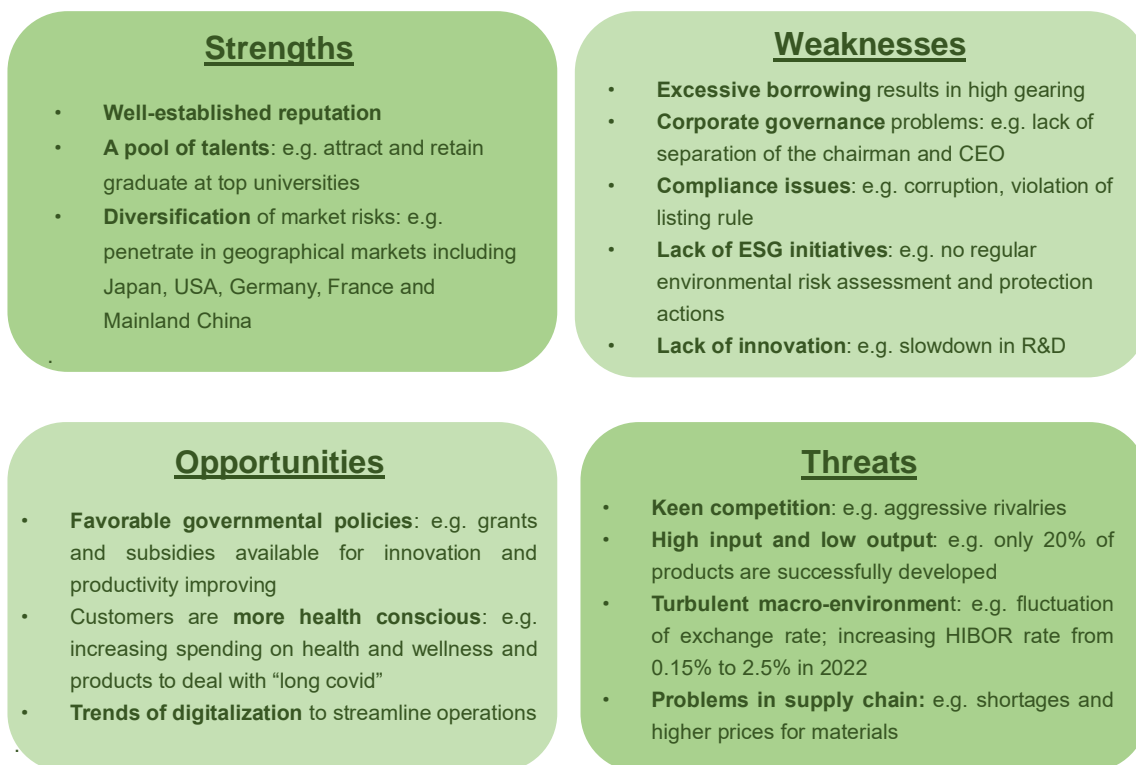 Strengths
• Well-established reputation
• A pool of talents: e.g. attract and retain
graduate at top universities
• Diversification of market risks: e.g.
penetrate in geographical markets including
Japan, USA, Germany, France and
Mainland China
.
Weaknesses
• Excessive borrowing results in high gearing
• Corporate governance problems: e.g. lack of
separation of the chairman and CEO
• Compliance issues: e.g. corruption, violation of
listing rule
• Lack of ESG initiatives: e.g. no regular
environmental risk assessment and protection
actions
• Lack of innovation: e.g. slowdown in R&D
Opportunities
• Favorable governmental policies: e.g. grants
and subsidies available for innovation and
productivity improving
• Customers are more health conscious: e.g.
increasing spending on health and wellness and
products to deal with “long covid”
• Trends of digitalization to streamline operations
.
Threats
• Keen competition: e.g. aggressive rivalries
• High input and low output: e.g. only 20% of
products are successfully developed
• Turbulent macro-environment: e.g. fluctuation
of exchange rate; increasing HIBOR rate from
0.15% to 2.5% in 2022
• Problems in supply chain: e.g. shortages and
higher prices for materials